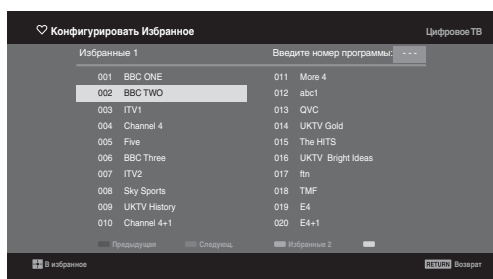 Конфигурировать Избранное Цифровое ТВ
Избранные 1 Введите номер программы: - - -
001 BBC ONE 011 More 4
002 BBC TWO 012 abc1
003 ITV1 013 QVC
004 Channel 4 014 UKTV Gold
005 Five 015 The HITS
006 BBC Three 016 UKTV Bright Ideas
007 ITV2 017 ftn
008 Sky Sports 018 TMF
009 UKTV History 019 E4
010 Channel 4+1 020 E4+1
Предыдущая Следующ. Избранные 2
В избранное RETURN Возврат